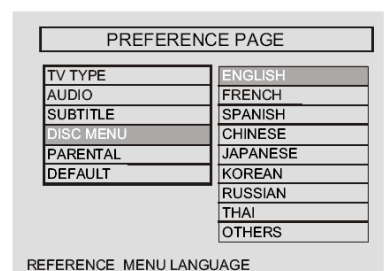 PREFERENCE PAGE
TV TYPE
AUDIO
SUBTITLE
DISC MENU
PARENTAL
DEFAULT
ENGLISH
FRENCH
SPANISH
CHINESE
JAPANESE
KOREAN
RUSSIAN
THAI
OTHERS
REFERENCE MENU LANGUAGE